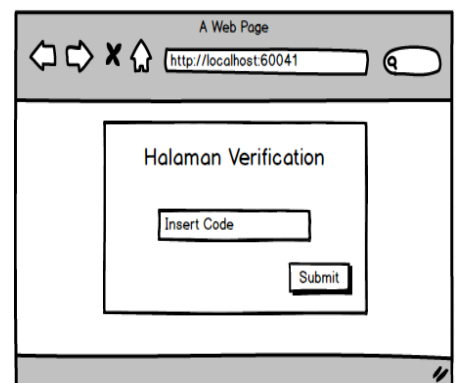 A Web Page
http://localhost:60041
Halaman Verification
Insert Code
Submit